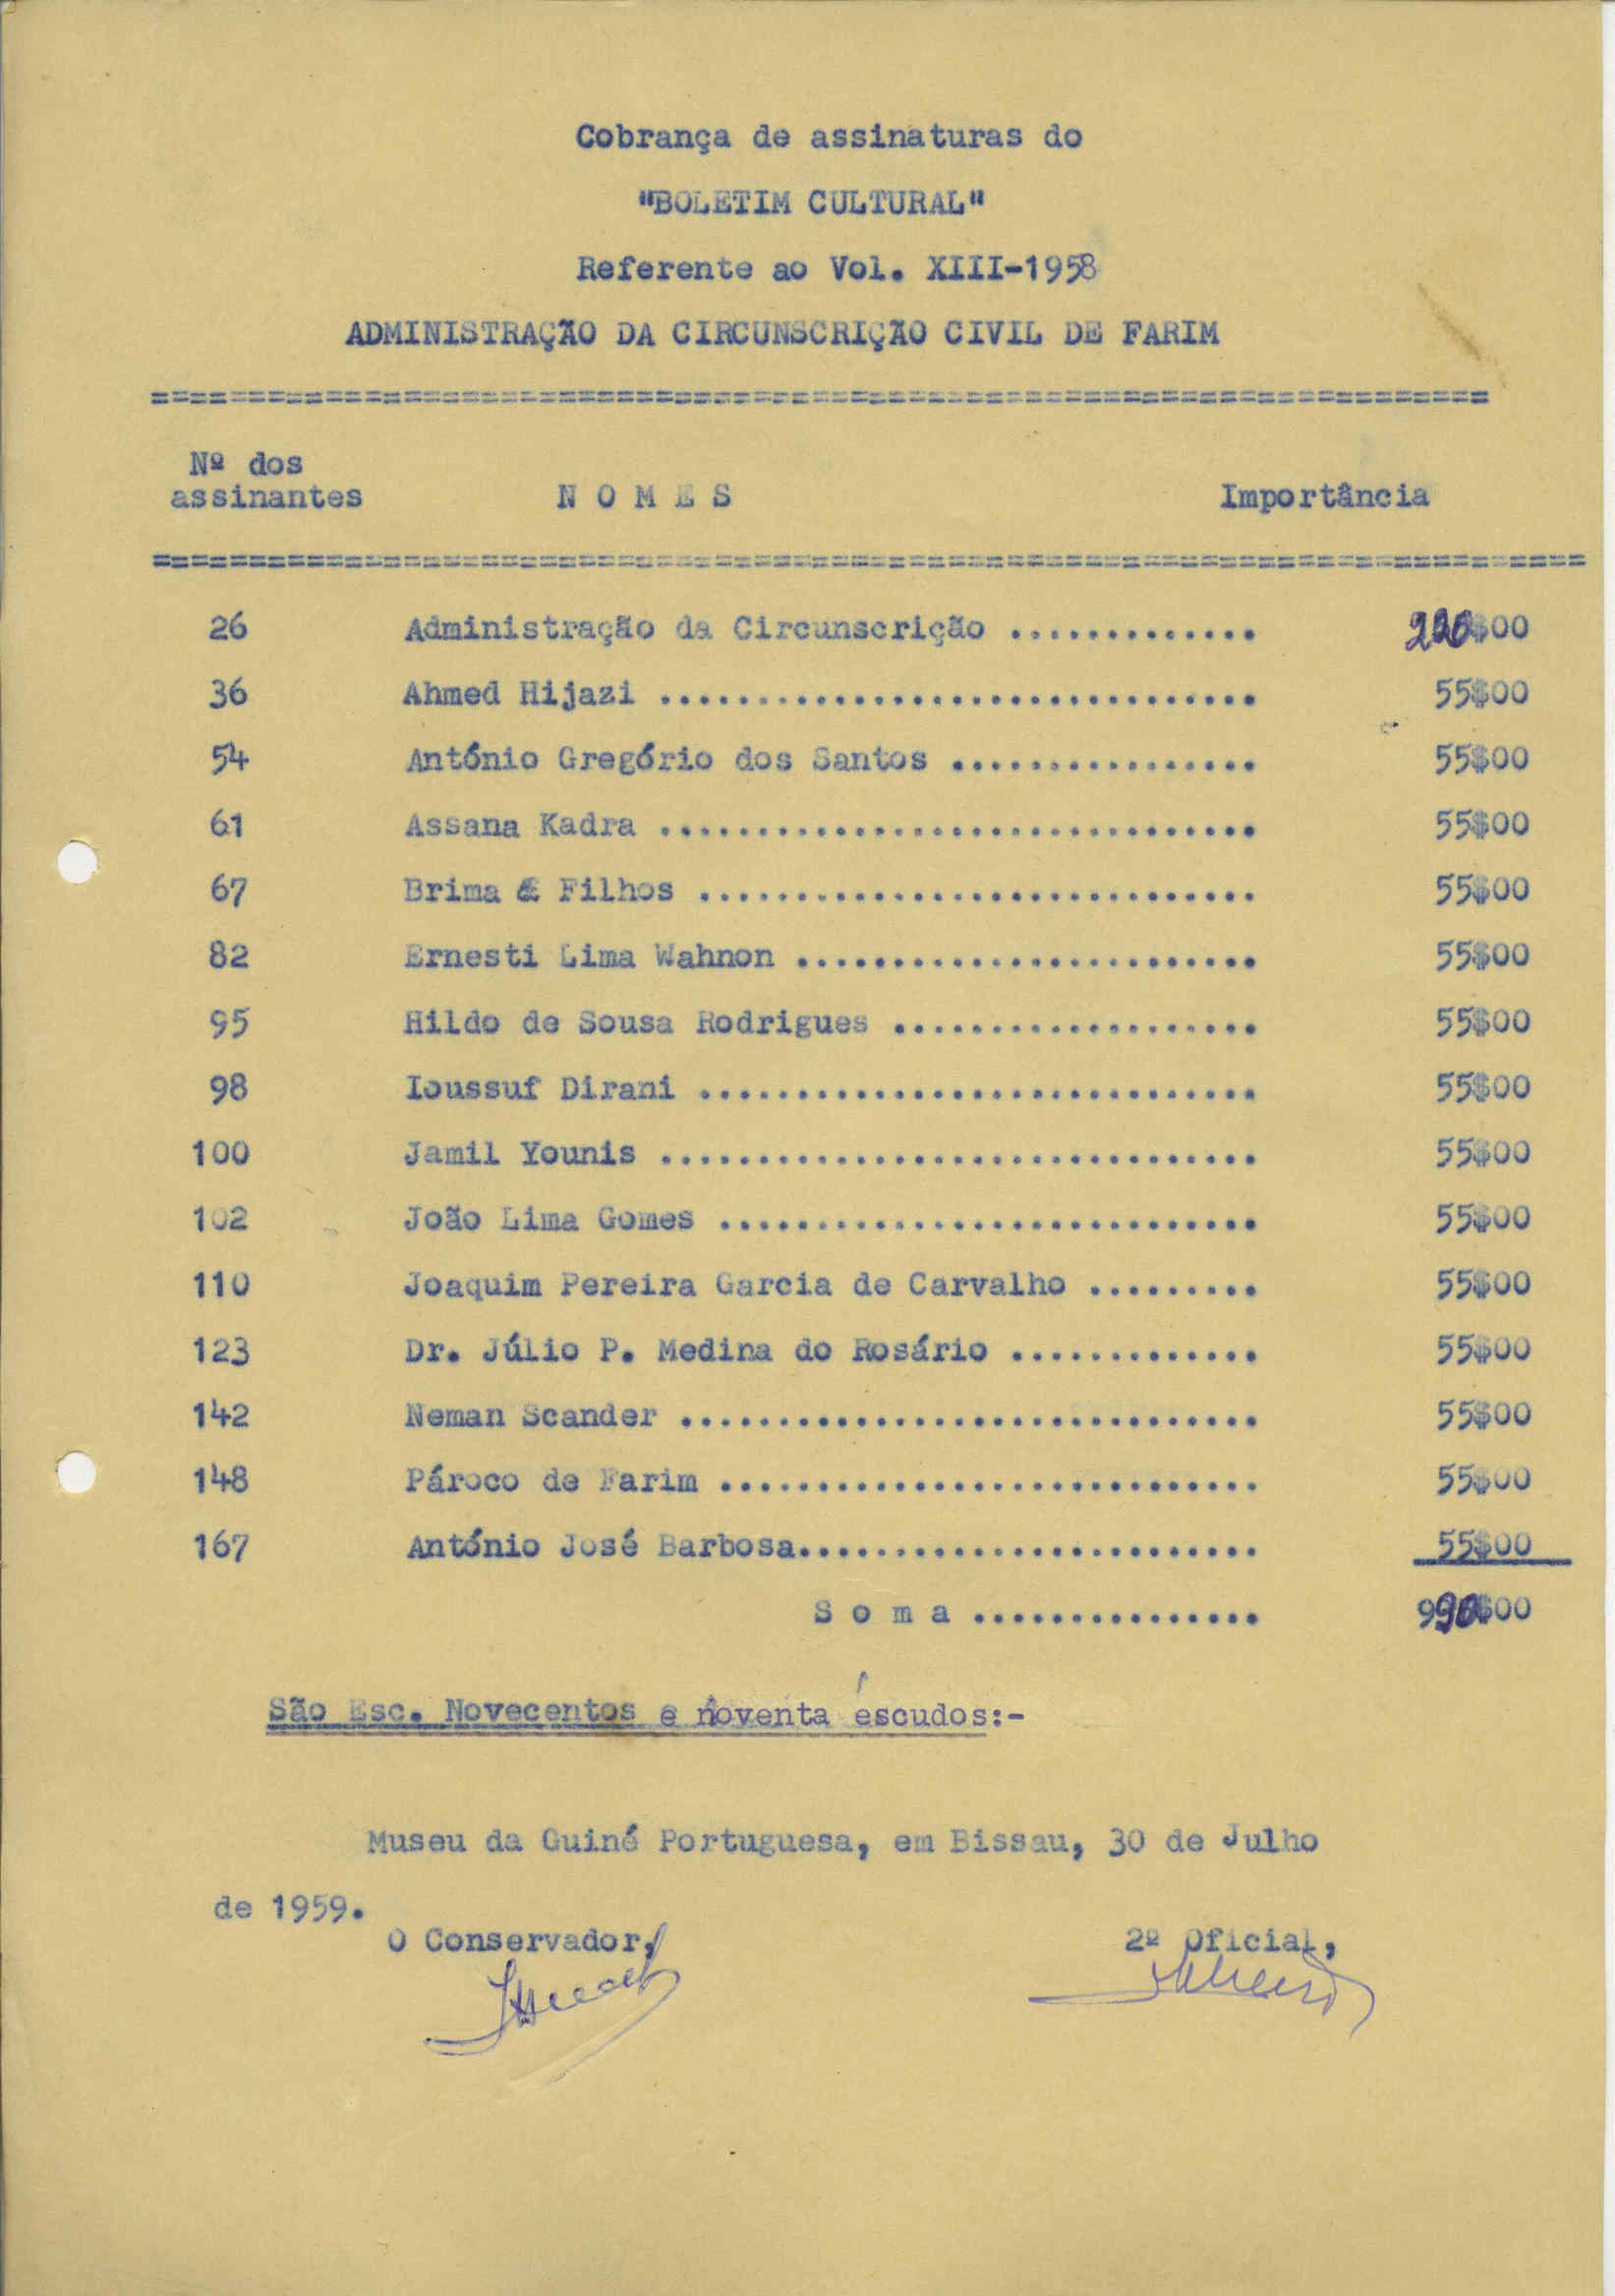 Cobrança de assinaturas do
"BOLETIM CULTURAL"
Referente ao Vol. XIII-1958
ADMINISTRAÇÃO DA CIRCUNSCRIÇÃO CIVIL DE FARIM
=====================================================================
Nº dos
assinantes N O M E S Importância
==========================================================================
26 Administração da Circunscrição ............. 220$00
36 Ahmed Hijazi ............................... 55$00
54 António Gregório dos Santos ................ 55$00
61 Assana Kadra ............................... 55$00
67 Brima & Filhos ............................. 55$00
82 Ernesti Lima Wahnon ........................ 55$00
95 Hildo de Sousa Rodrigues ................... 55$00
98 Ioussuf Dirani ............................. 55$00
100 Jamil Younis ............................... 55$00
102 João Lima Gomes ............................ 55$00
110 Joaquim Pereira Garcia de Carvalho ......... 55$00
123 Dr. Júlio P. Medina do Rosário ............. 55$00
142 Neman Scander .............................. 55$00
148 Pároco de Farim ............................ 55$00
167 António José Barbosa........................ 55$00
S o m a ............... 990$00
São Esc. Novecentos e noventa escudos:-
Museu da Guiné Portuguesa, em Bissau, 30 de Julho
de 1959.
O Conservador, 2º Oficial,